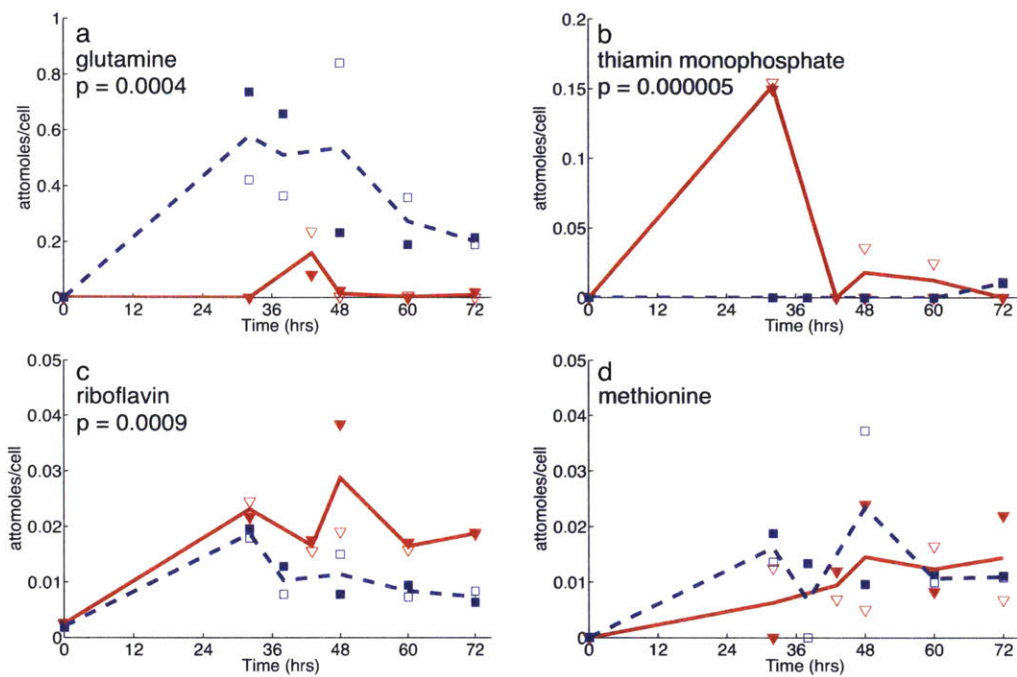 a
glutamine
p = 0.0004
1
0.8
0.6
0.4
0.2
0
attomoles/cell
0 12 24 36 48 60 72
Time (hrs)
b
thiamin monophosphate
p = 0.000005
0.2
0.15
0.1
0.05
0
attomoles/cell
0 12 24 36 48 60 72
Time (hrs)
c
riboflavin
p = 0.0009
0.05
0.04
0.03
0.02
0.01
0
attomoles/cell
0 12 24 36 48 60 72
Time (hrs)
d
methionine
0.05
0.04
0.03
0.02
0.01
0
attomoles/cell
0 12 24 36 48 60 72
Time (hrs)